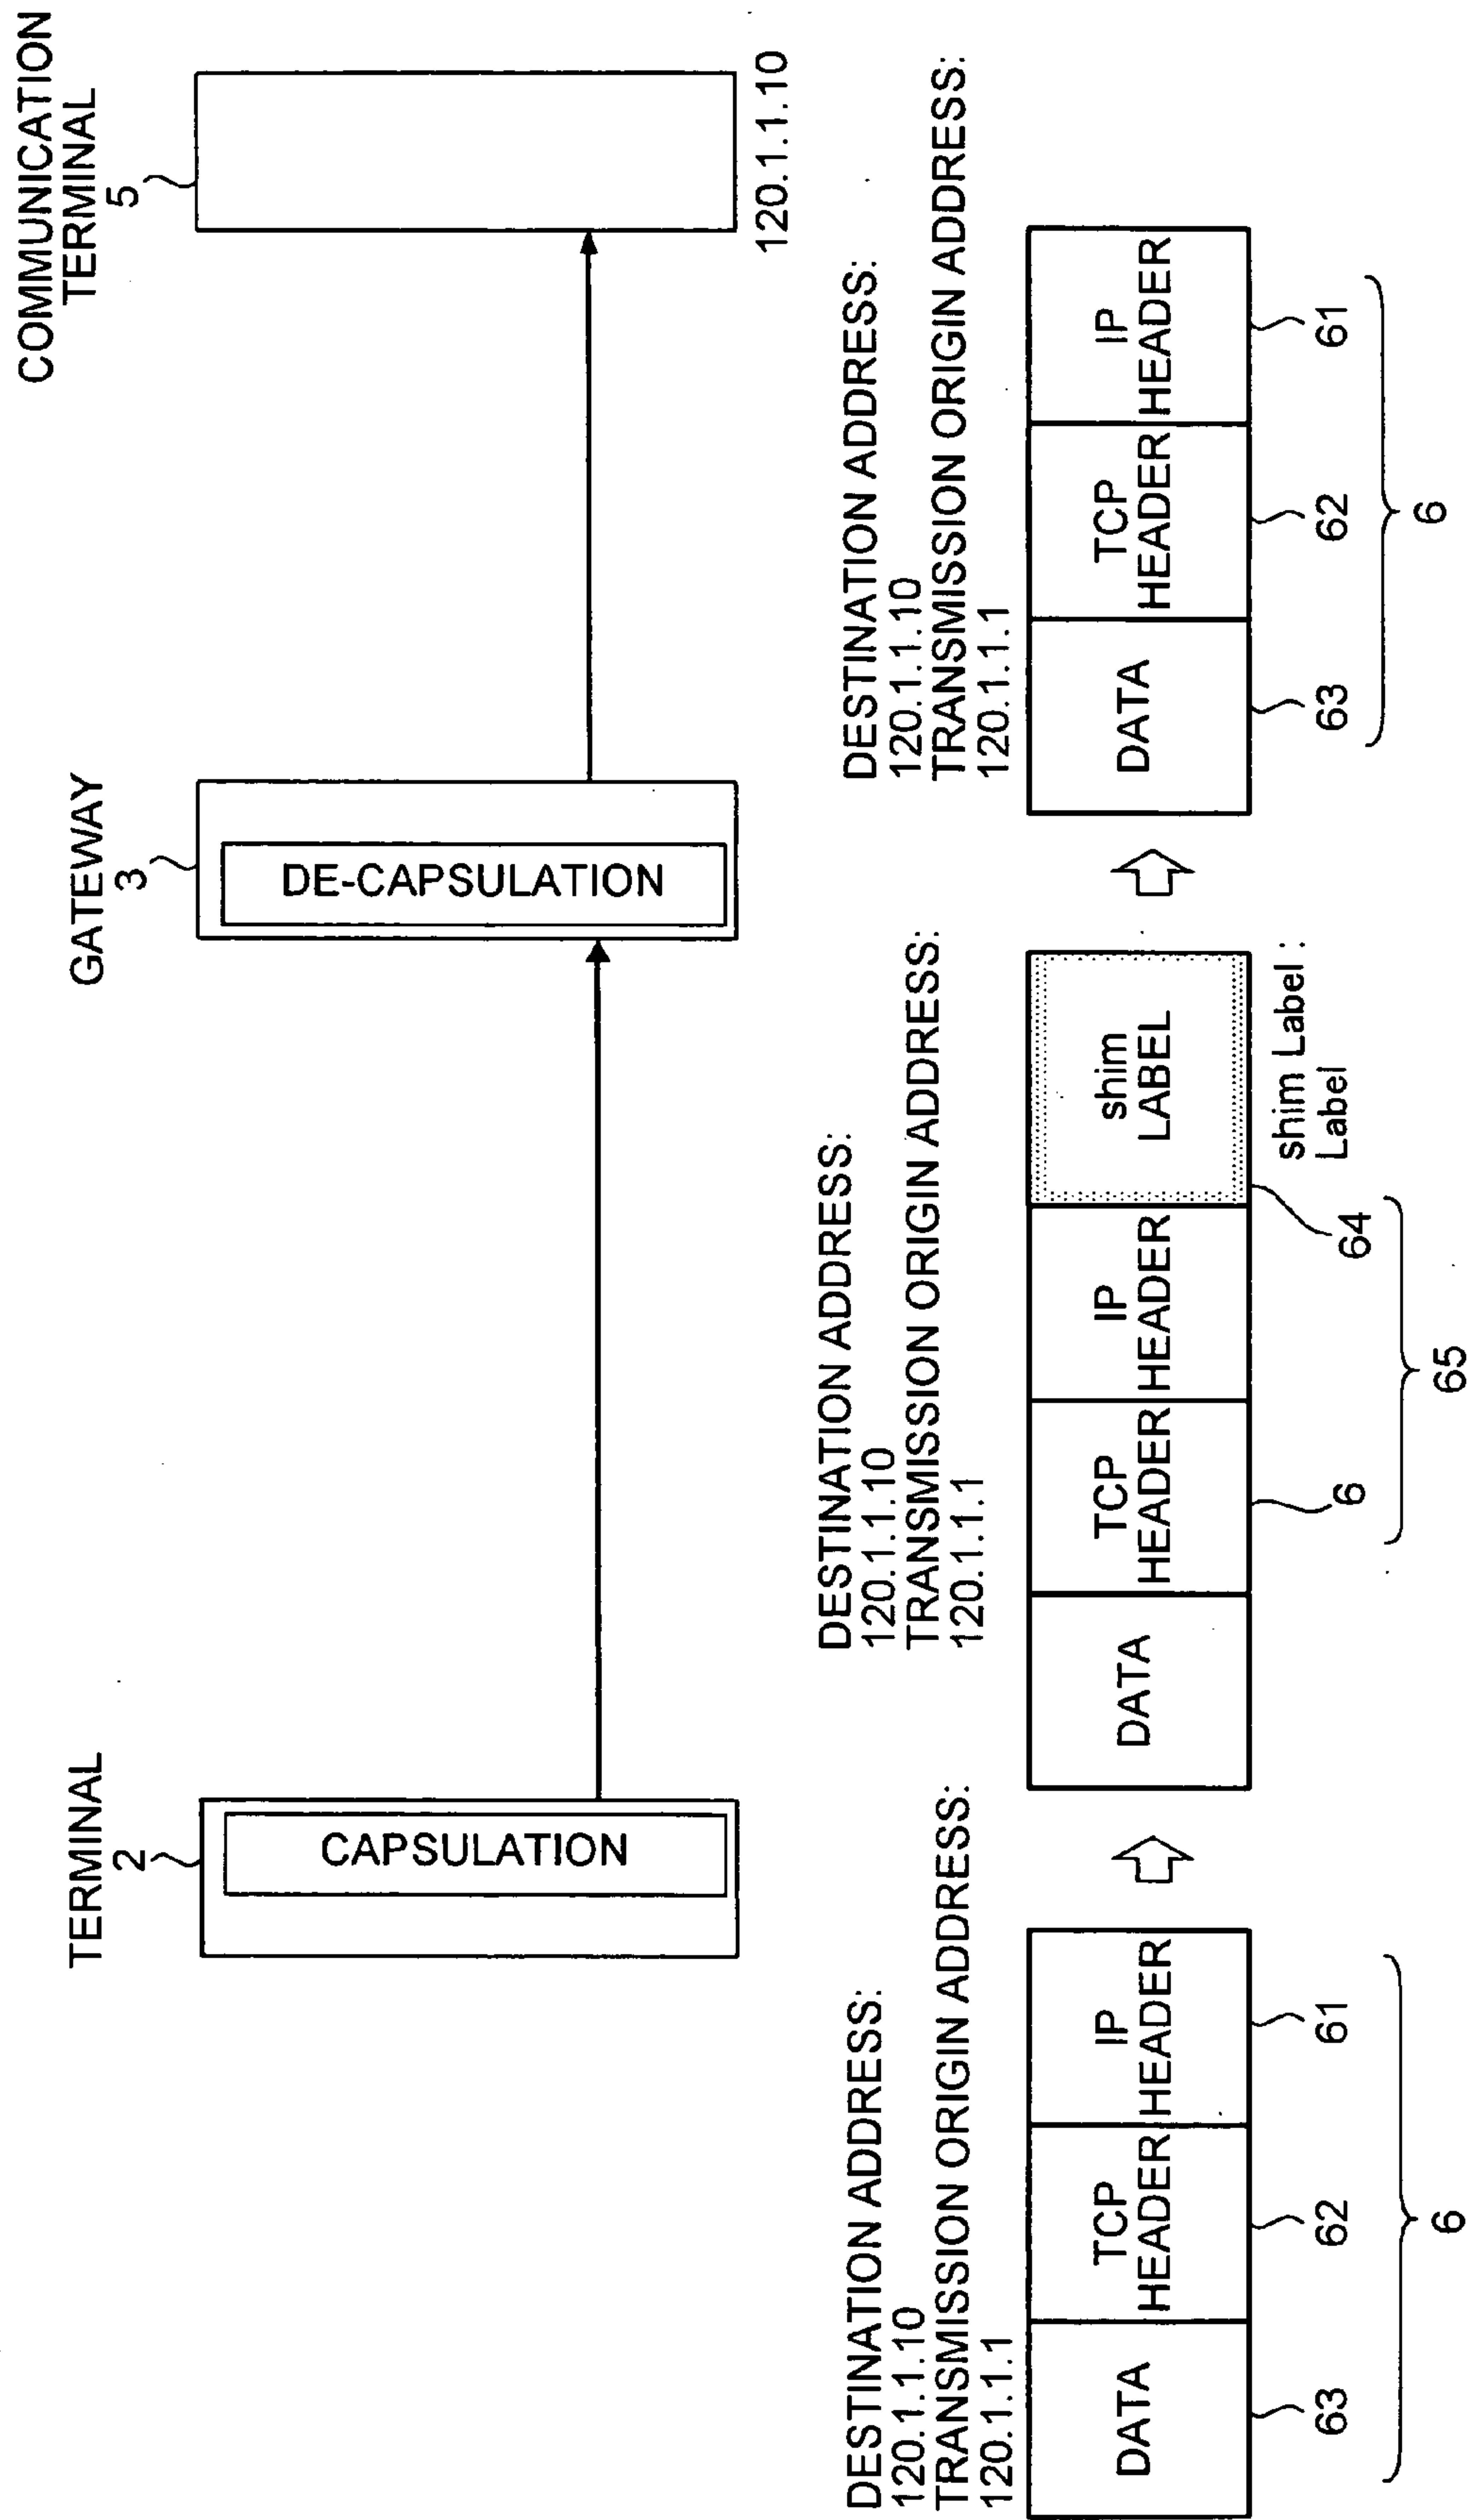 TERMINAL
2
CAPSULATION
GATEWAY
3
DE-CAPSULATION
COMMUNICATION
TERMINAL
5
120.1.1.10
DESTINATION ADDRESS:
120.1.1.10
TRANSMISSION ORIGIN ADDRESS:
120.1.1.1
DATA
TCP
HEADER
IP
HEADER
63
62
61
6
DESTINATION ADDRESS:
120.1.1.10
TRANSMISSION ORIGIN ADDRESS:
120.1.1.1
DATA
TCP
HEADER
IP
HEADER
shim
LABEL
shim Label :
Label
6
64
65
DESTINATION ADDRESS:
120.1.1.10
TRANSMISSION ORIGIN ADDRESS:
120.1.1.1
DATA
TCP
HEADER
IP
HEADER
63
62
61
6